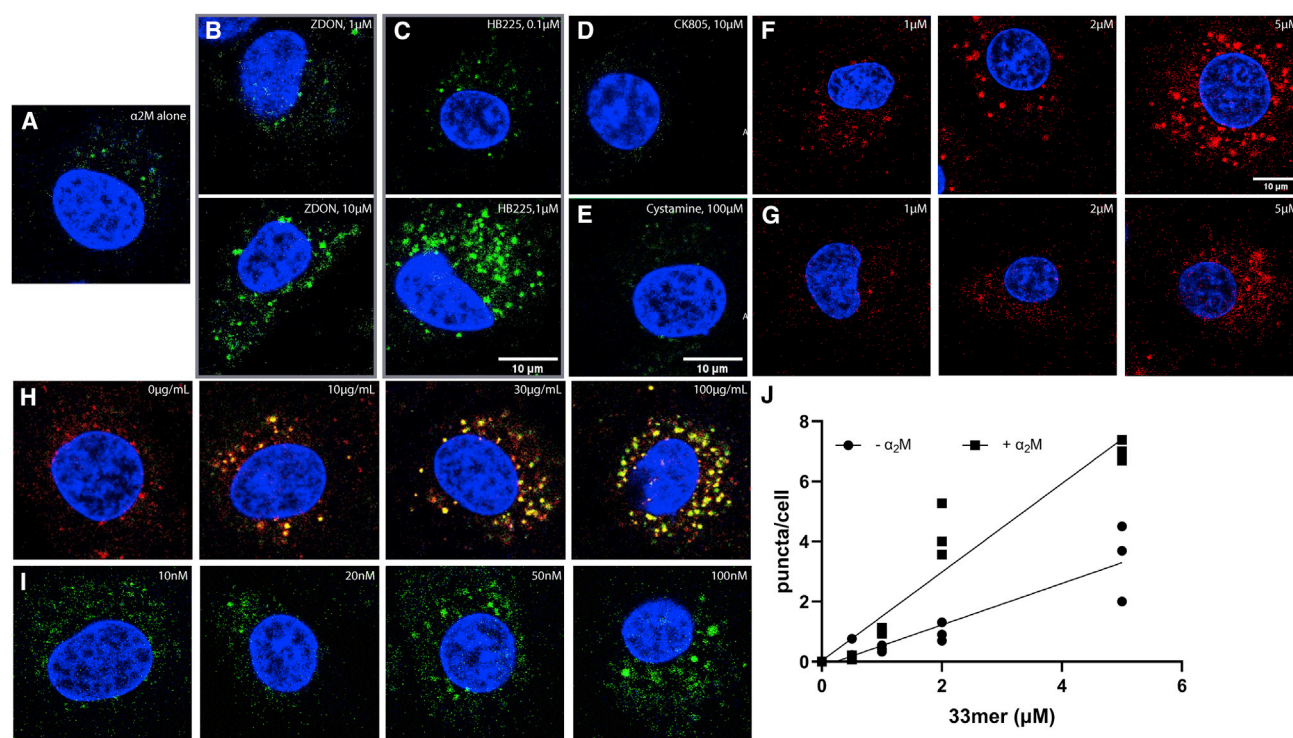 A
α2M alone
B
ZDON, 1µM
ZDON, 10µM
C
HB225, 0.1µM
HB225,1µM
10 µm
D
CK805, 10µM
A
E
Cystamine, 100µM
A
10 µm
F
1µM
2µM
5µM
10 µm
G
1µM
2µM
5µM
H
0µg/mL
10µg/mL
30µg/mL
100µg/mL
I
10nM
20nM
50nM
100nM
J
8
- α₂M
+ α₂M
6
4
2
0
puncta/cell
0
2
4
6
33mer (µM)